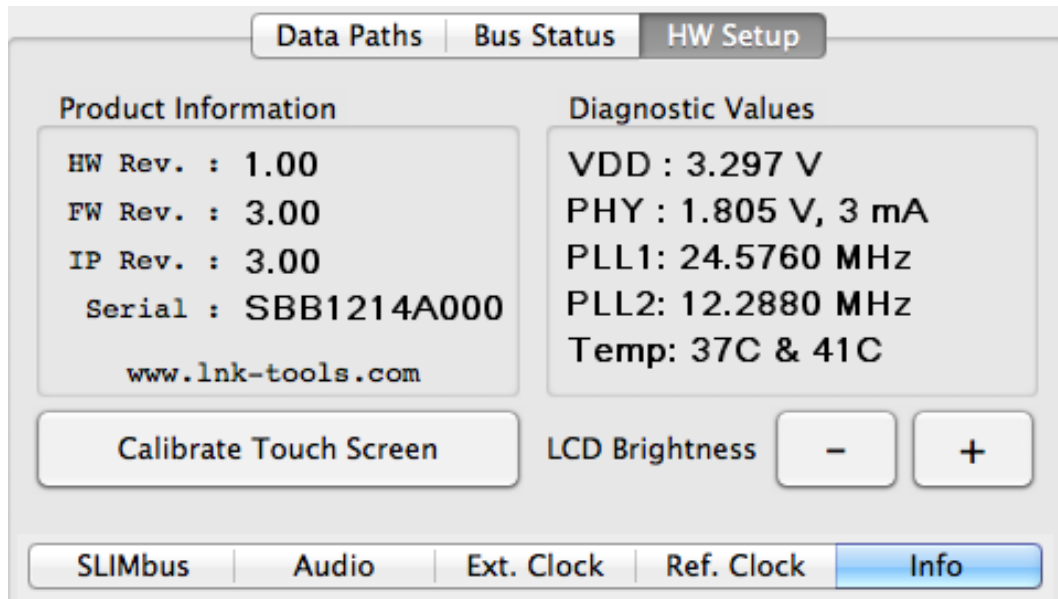 Data Paths Bus Status HW Setup
Product Information
HW Rev. : 1.00
FW Rev. : 3.00
IP Rev. : 3.00
Serial : SBB1214A000
www.lnk-tools.com
Diagnostic Values
VDD : 3.297 V
PHY : 1.805 V, 3 mA
PLL1: 24.5760 MHz
PLL2: 12.2880 MHz
Temp: 37C & 41C
Calibrate Touch Screen
LCD Brightness - +
SLIMbus Audio Ext. Clock Ref. Clock Info